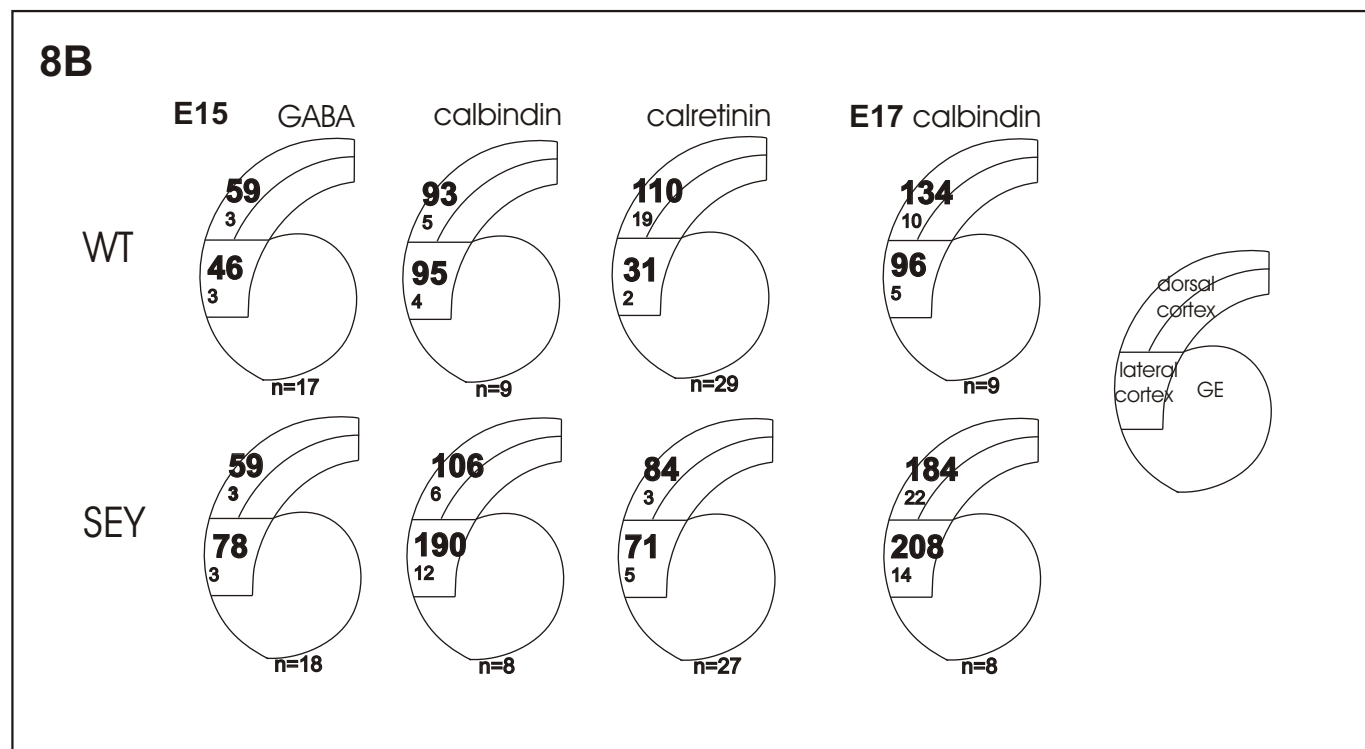 8B
E15 GABA calbindin calretinin E17 calbindin
WT
59 93 110 134
3 5 19 10
46 95 31 96
3 4 2 5
n=17 n=9 n=29 n=9
dorsal
cortex
lateral
cortex
GE
SEY
59 106 84 184
3 6 3 22
78 190 71 208
3 12 5 14
n=18 n=8 n=27 n=8